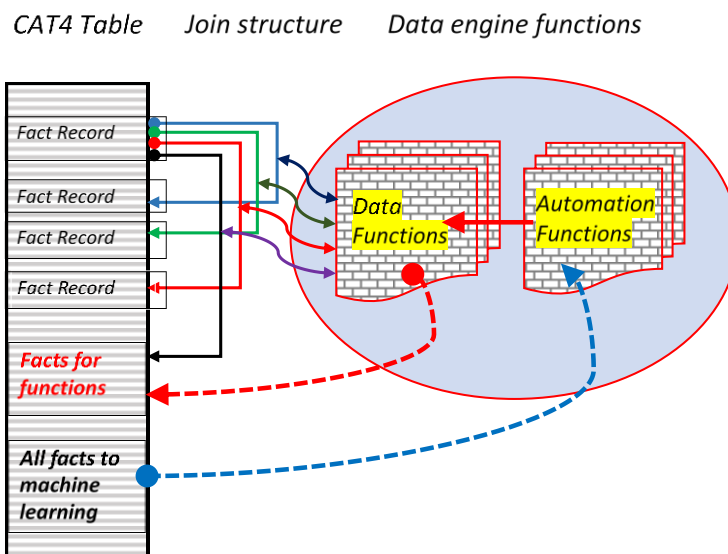 CAT4 Table
Join structure
Data engine functions
Fact Record
Fact Record
Fact Record
Fact Record
Facts for
functions
All facts to
machine
learning
Data
Functions
Automation
Functions